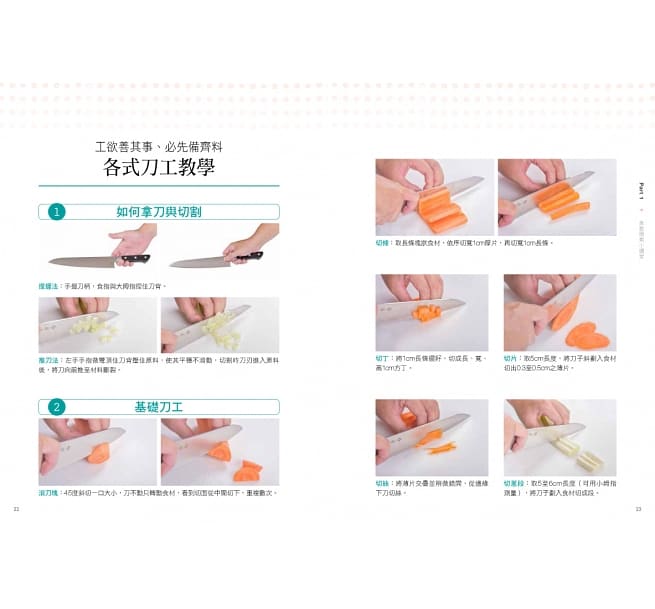 工欲善其事、必先備齊料
各式刀工教學
1 如何拿刀與切割
握刀法：手握刀柄，食指與大拇指捏住刀背。
推刀法：左手手指微彎頂住刀背壓住原料，使其平穩不滑動，切割時刀刃進入原料
後，將刀向前推至材料斷裂。
2 基礎刀工
滾刀塊：45度斜切一口大小，刀不動只轉動食材，看到切面從中間切下，重複數次。
22
切條：取長條塊狀食材，依序切寬1cm厚片，再切寬1cm長條。
切丁：將1cm長條擺好，切成長、寬、
高1cm方丁。
切片：取5cm長度，將刀子斜劃入食材
切出0.3至0.5cm之薄片。
切絲：將薄片交疊並稍微錯開，從邊緣
下刀切絲。
切蔥段：取5至6cm長度（可用小姆指
測量），將刀子劃入食材切成段。
Part 1
23